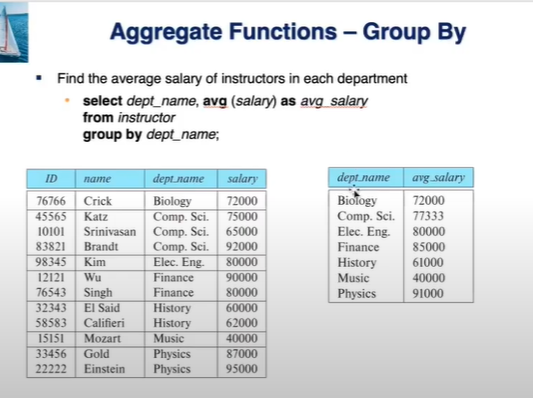 Aggregate Functions – Group By
Find the average salary of instructors in each department
select dept_name, avg (salary) as avg_salary
from instructor
group by dept_name;
ID name dept_name salary
76766 Crick Biology 72000
45565 Katz Comp. Sci. 75000
10101 Srinivasan Comp. Sci. 65000
83821 Brandt Comp. Sci. 92000
98345 Kim Elec. Eng. 80000
12121 Wu Finance 90000
76543 Singh Finance 80000
32343 El Said History 60000
58583 Califieri History 62000
15151 Mozart Music 40000
33456 Gold Physics 87000
22222 Einstein Physics 95000
dept_name avg_salary
Biology 72000
Comp. Sci. 77333
Elec. Eng. 80000
Finance 85000
History 61000
Music 40000
Physics 91000